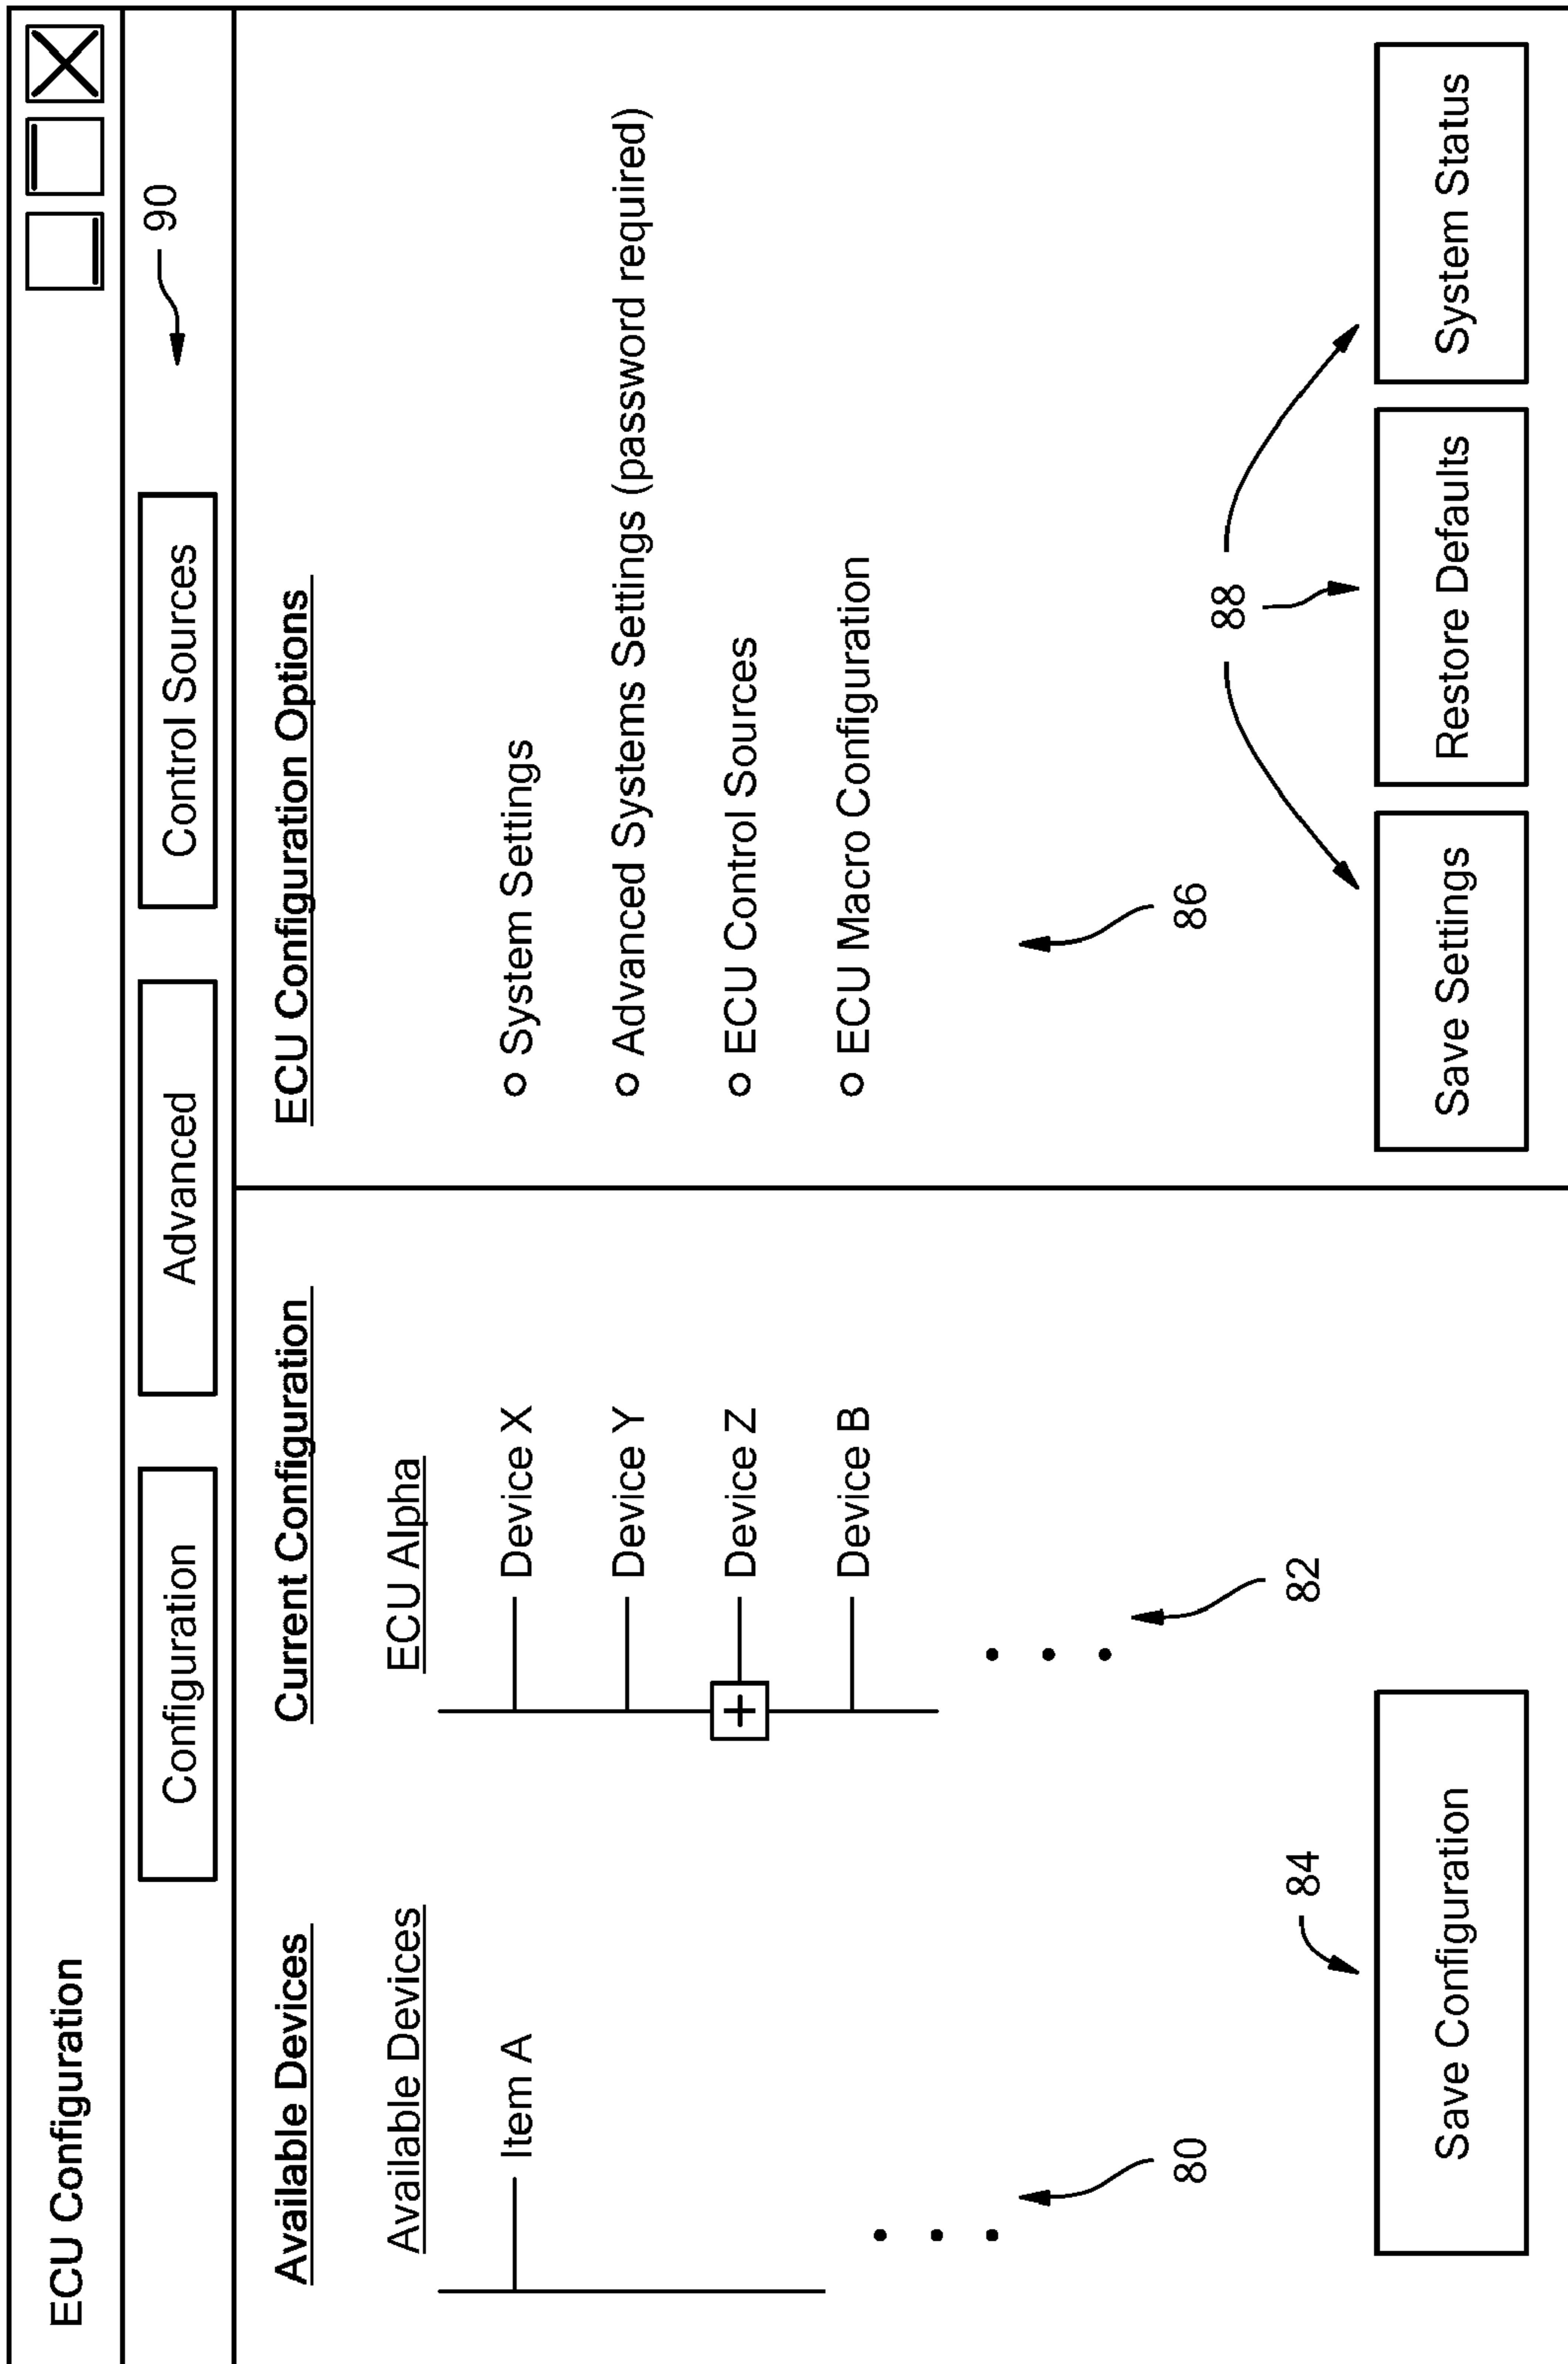 ECU Configuration
Configuration
Advanced
Control Sources
90
Available Devices
Available Devices
Item A
80
Current Configuration
ECU Alpha
Device X
Device Y
+ Device Z
Device B
82
84
Save Configuration
ECU Configuration Options
System Settings
Advanced Systems Settings (password required)
ECU Control Sources
ECU Macro Configuration
86
88
Save Settings
Restore Defaults
System Status